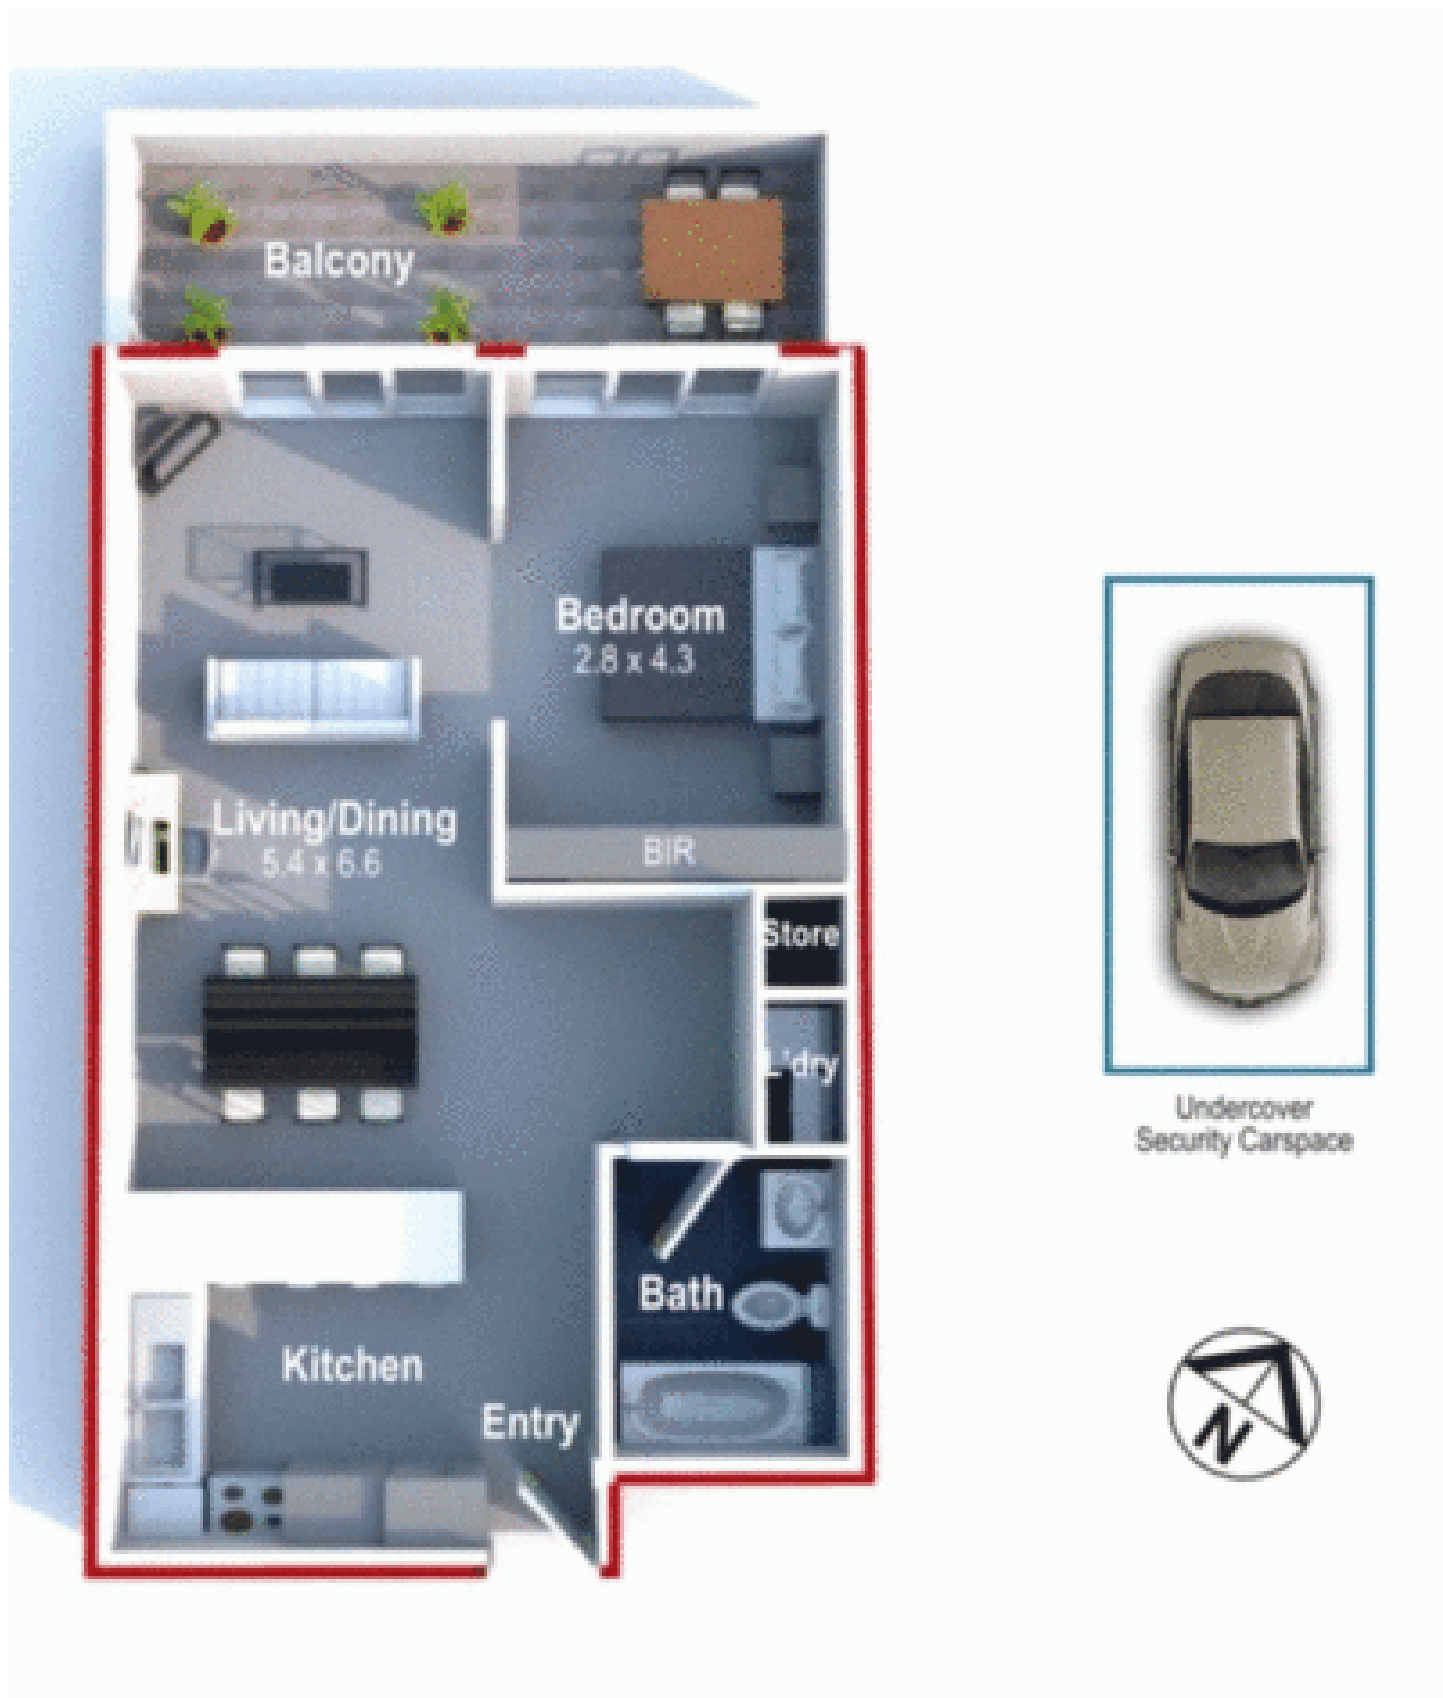 Balcony
Bedroom
2.8 x 4.3
Living/Dining
5.4 x 6.6
BIR
Store
L'dry
Undercover
Security Carspace
Bath
Kitchen
Entry
N